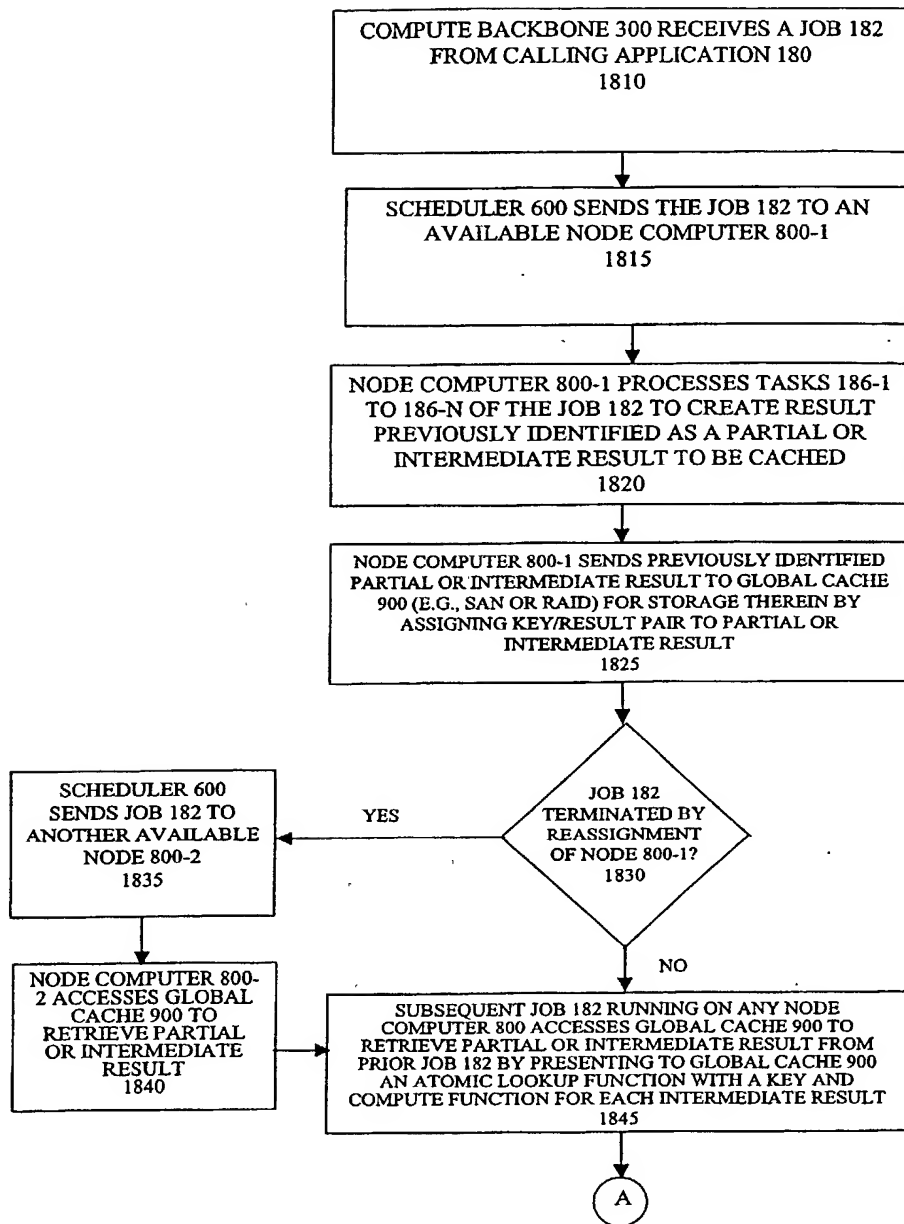 COMPUTE BACKBONE 300 RECEIVES A JOB 182
FROM CALLING APPLICATION 180
1810
SCHEDULER 600 SENDS THE JOB 182 TO AN
AVAILABLE NODE COMPUTER 800-1
1815
NODE COMPUTER 800-1 PROCESSES TASKS 186-1
TO 186-N OF THE JOB 182 TO CREATE RESULT
PREVIOUSLY IDENTIFIED AS A PARTIAL OR
INTERMEDIATE RESULT TO BE CACHED
1820
NODE COMPUTER 800-1 SENDS PREVIOUSLY IDENTIFIED
PARTIAL OR INTERMEDIATE RESULT TO GLOBAL CACHE
900 (E.G., SAN OR RAID) FOR STORAGE THEREIN BY
ASSIGNING KEY/RESULT PAIR TO PARTIAL OR
INTERMEDIATE RESULT
1825
JOB 182
TERMINATED BY
REASSIGNMENT
OF NODE 800-1?
1830
YES
SCHEDULER 600
SENDS JOB 182 TO
ANOTHER AVAILABLE
NODE 800-2
1835
NODE COMPUTER 800-
2 ACCESSES GLOBAL
CACHE 900 TO
RETRIEVE PARTIAL
OR INTERMEDIATE
RESULT
1840
NO
SUBSEQUENT JOB 182 RUNNING ON ANY NODE
COMPUTER 800 ACCESSES GLOBAL CACHE 900 TO
RETRIEVE PARTIAL OR INTERMEDIATE RESULT FROM
PRIOR JOB 182 BY PRESENTING TO GLOBAL CACHE 900
AN ATOMIC LOOKUP FUNCTION WITH A KEY AND
COMPUTE FUNCTION FOR EACH INTERMEDIATE RESULT
1845
A